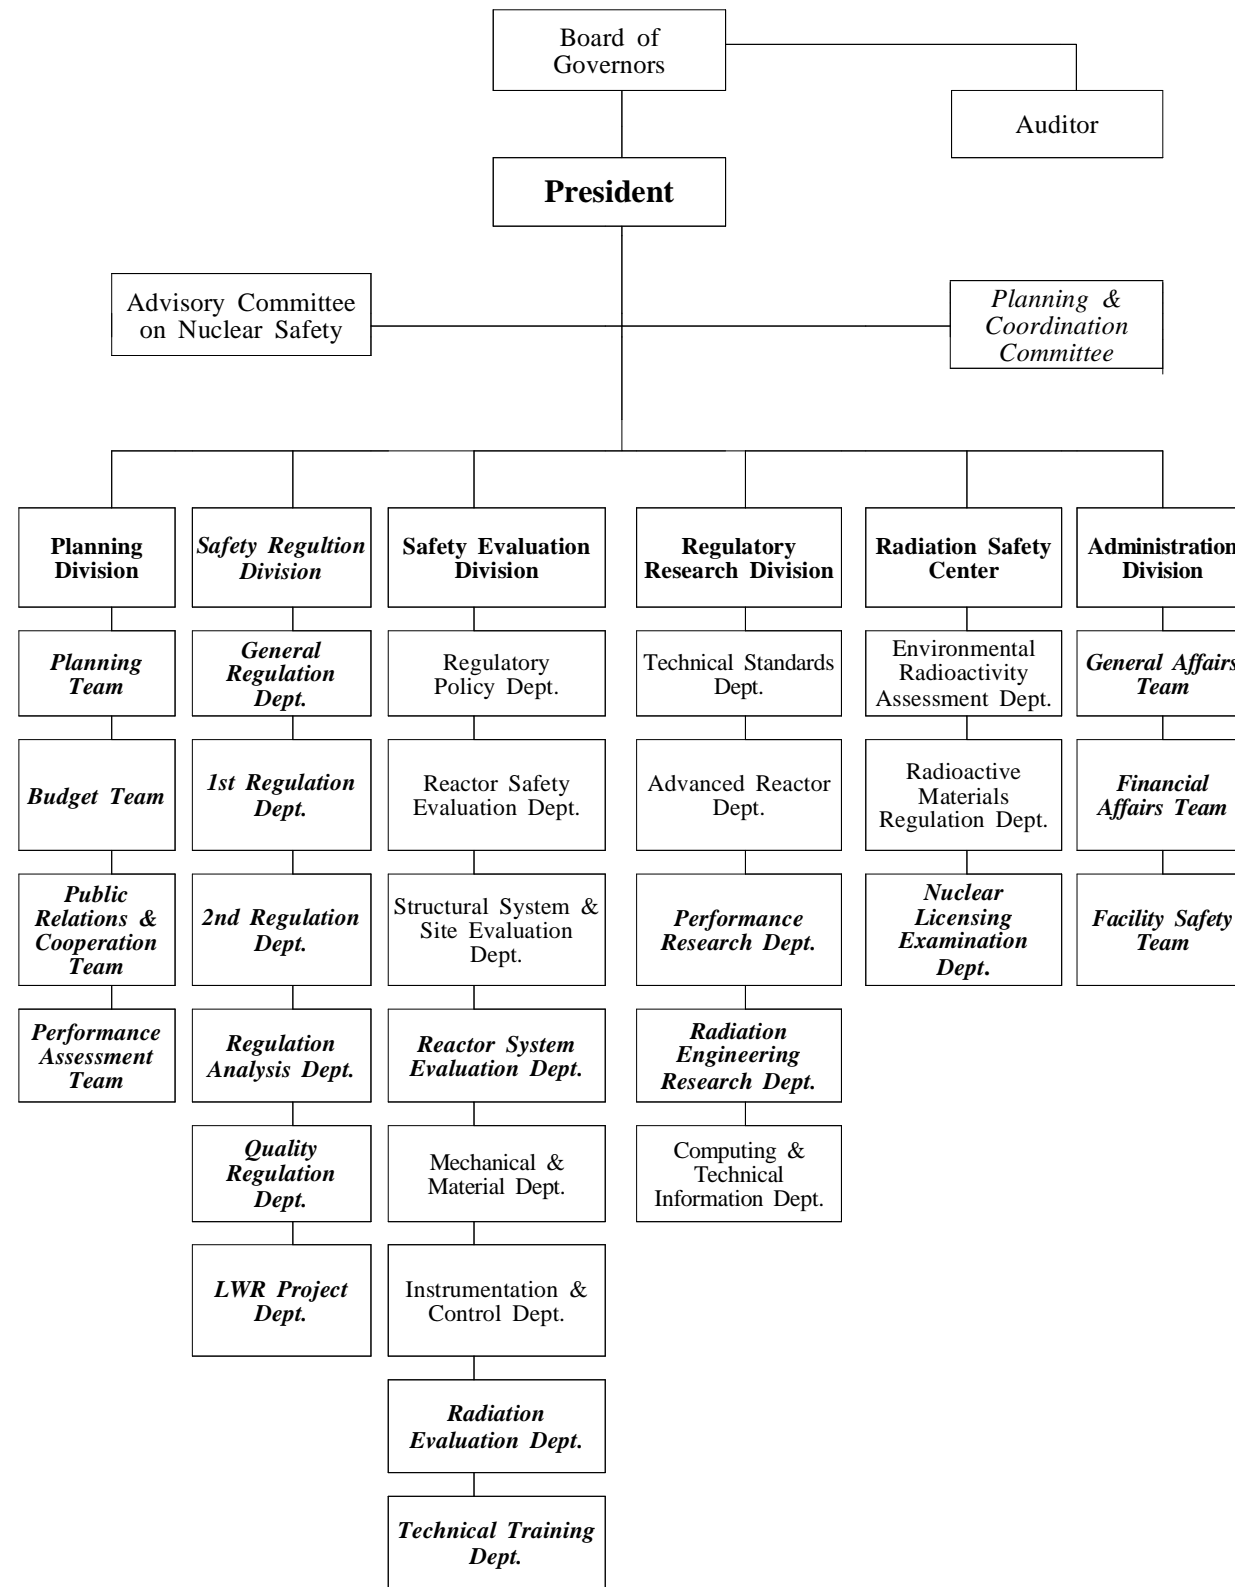 Board of
Governors
Auditor
President
Advisory Committee
on Nuclear Safety
Planning &
Coordination
Committee
Planning
Division
Safety Regultion
Division
Safety Evaluation
Division
Regulatory
Research Division
Radiation Safety
Center
Administration
Division
Planning
Team
General
Regulation
Dept.
Regulatory
Policy Dept.
Technical Standards
Dept.
Environmental
Radioactivity
Assessment Dept.
General Affairs
Team
Budget Team
1st Regulation
Dept.
Reactor Safety
Evaluation Dept.
Advanced Reactor
Dept.
Radioactive
Materials
Regulation Dept.
Financial
Affairs Team
Public
Relations &
Cooperation
Team
2nd Regulation
Dept.
Structural System &
Site Evaluation
Dept.
Performance
Research Dept.
Nuclear
Licensing
Examination
Dept.
Facility Safety
Team
Performance
Assessment
Team
Regulation
Analysis Dept.
Reactor System
Evaluation Dept.
Radiation
Engineering
Research Dept.
Quality
Regulation
Dept.
Mechanical &
Material Dept.
Computing &
Technical
Information Dept.
LWR Project
Dept.
Instrumentation &
Control Dept.
Radiation
Evaluation Dept.
Technical Training
Dept.